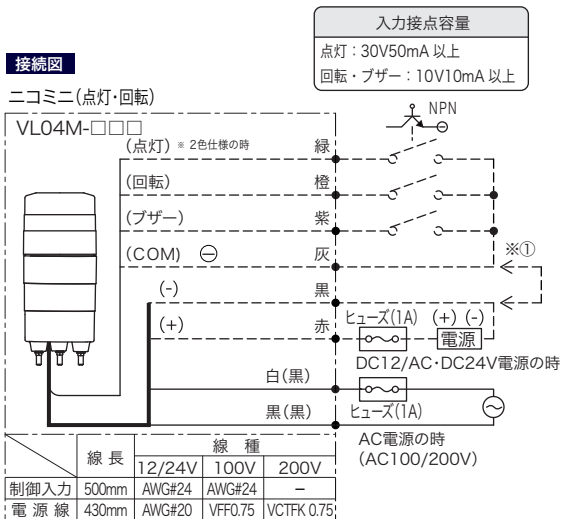 入力接点容量
点灯：30V50mA 以上
回転・ブザー：10V10mA 以上
接続図
ニコミニ(点灯・回転)
NPN
VL04M-□□□
(点灯) ※ 2色仕様の時
緑
(回転)
橙
(ブザー)
紫
(COM) ⊖
灰
※①
(-)
黒
(+)
赤
ヒューズ(1A)
(+) (-)
電源
DC12/AC・DC24V電源の時
白(黒)
黒(黒)
ヒューズ(1A)
AC電源の時
(AC100/200V)
線長 線種
12/24V 100V 200V
制御入力 500mm AWG#24 AWG#24 −
電源線 430mm AWG#20 VFF0.75 VCTFK 0.75